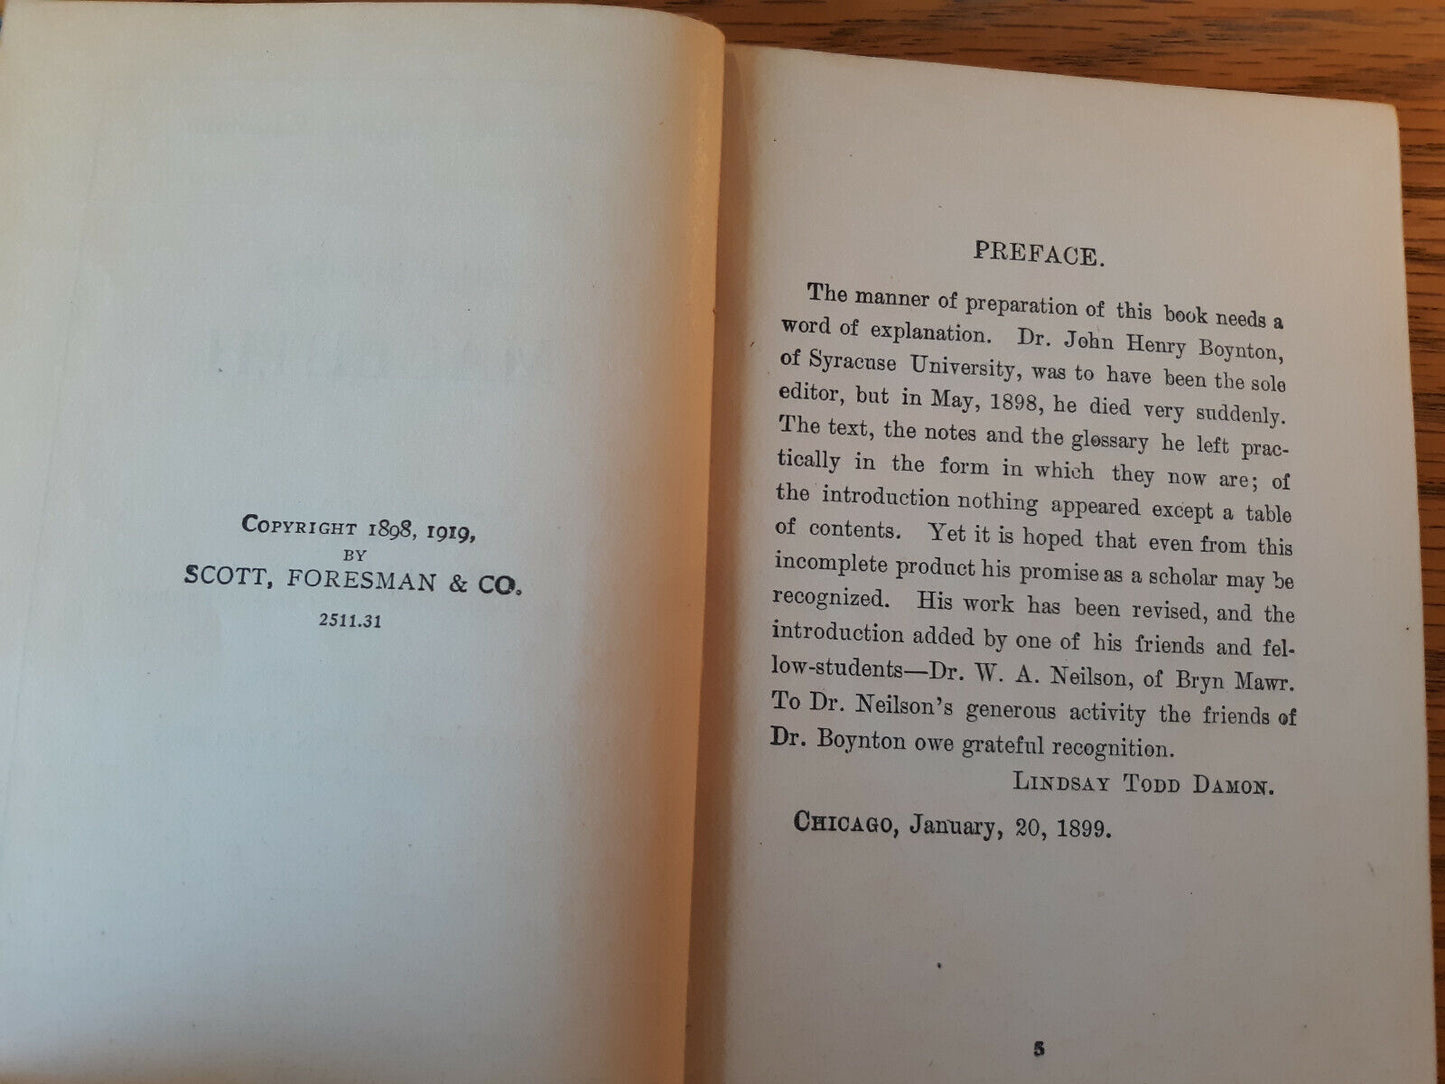 COPYRIGHT 1898, 1919,
BY
SCOTT, FORESMAN & CO.
2511.31
PREFACE.
The manner of preparation of this book needs a
word of explanation. Dr. John Henry Boynton,
of Syracuse University, was to have been the sole
editor, but in May, 1898, he died very suddenly.
The text, the notes and the glossary he left prac-
tically in the form in which they now are; of
the introduction nothing appeared except a table
of contents. Yet it is hoped that even from this
incomplete product his promise as a scholar may be
recognized. His work has been revised, and the
introduction added by one of his friends and fel-
low-students—Dr. W. A. Neilson, of Bryn Mawr.
To Dr. Neilson's generous activity the friends of
Dr. Boynton owe grateful recognition.
LINDSAY TODD DAMON.
CHICAGO, January, 20, 1899.
5